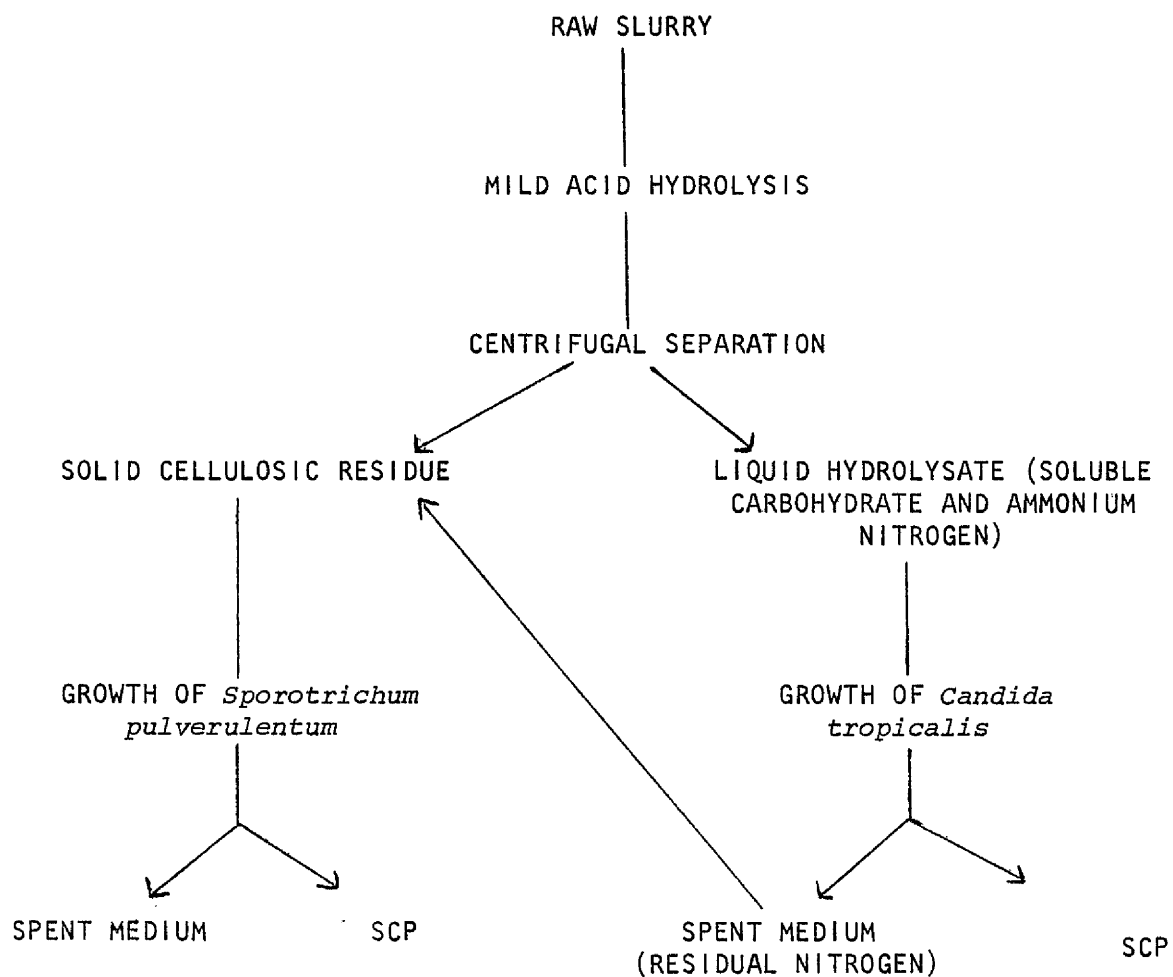 RAW SLURRY
MILD ACID HYDROLYSIS
CENTRIFUGAL SEPARATION
SOLID CELLULOSIC RESIDUE
LIQUID HYDROLYSATE (SOLUBLE
CARBOHYDRATE AND AMMONIUM
NITROGEN)
GROWTH OF Sporotrichum
pulverulentum
GROWTH OF Candida
tropicalis
SPENT MEDIUM
SCP
SPENT MEDIUM
(RESIDUAL NITROGEN)
SCP